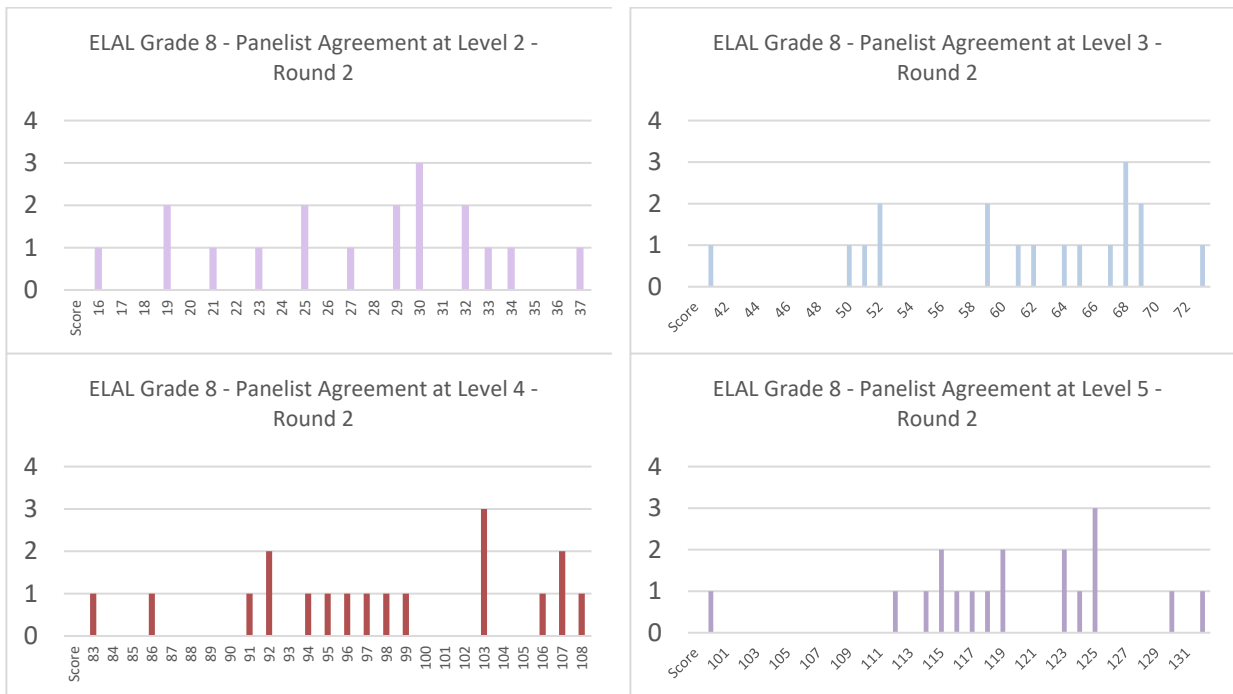 ELAL Grade 8 - Panelist Agreement at Level 2 -
Round 2
4
3
2
1
0
Score 16 17 18 19 20 21 22 23 24 25 26 27 28 29 30 31 32 33 34 35 36 37
ELAL Grade 8 - Panelist Agreement at Level 3 -
Round 2
4
3
2
1
0
Score 42 44 46 48 50 52 54 56 58 60 62 64 66 68 70 72
ELAL Grade 8 - Panelist Agreement at Level 4 -
Round 2
4
3
2
1
0
Score 83 84 85 86 87 88 89 90 91 92 93 94 95 96 97 98 99 100 101 102 103 104 105 106 107 108
ELAL Grade 8 - Panelist Agreement at Level 5 -
Round 2
4
3
2
1
0
Score 101 103 105 107 109 111 113 115 117 119 121 123 125 127 129 131